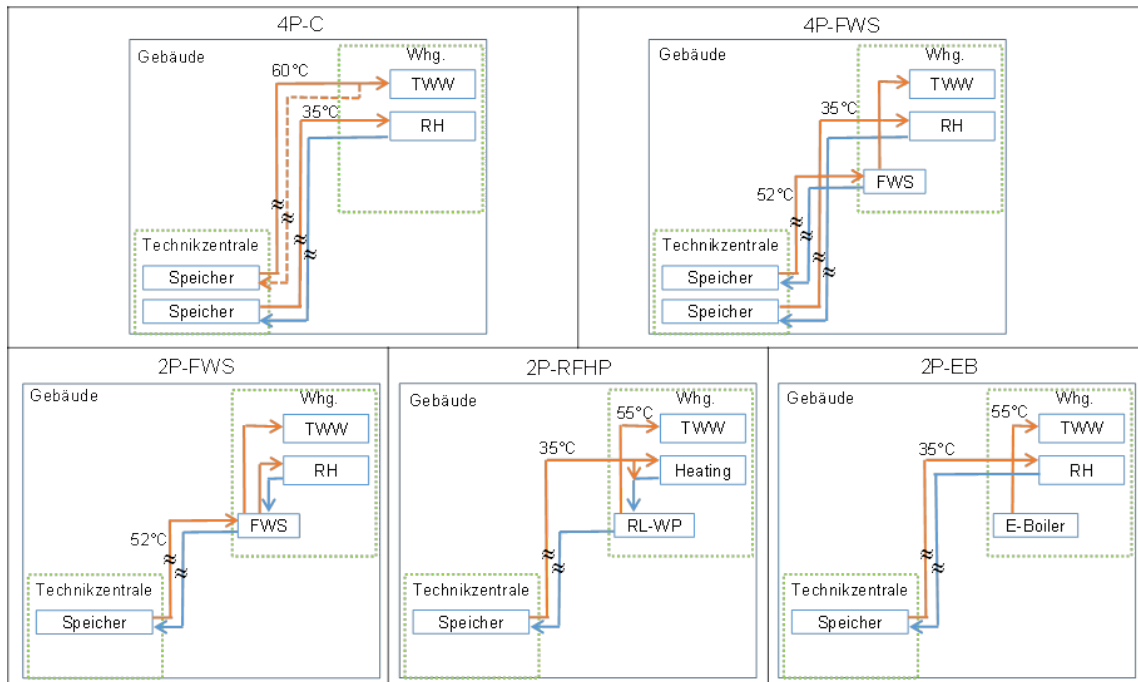 4P-C
Gebäude
Whg.
60°C
TWW
35°C
RH
Technikzentrale
Speicher
Speicher
4P-FWS
Gebäude
Whg.
TWW
35°C
RH
52°C
FWS
Technikzentrale
Speicher
Speicher
2P-FWS
Gebäude
Whg.
TWW
RH
FWS
52°C
Technikzentrale
Speicher
2P-RFHP
Gebäude
Whg.
55°C
TWW
35°C
Heating
RL-WP
Technikzentrale
Speicher
2P-EB
Gebäude
Whg.
55°C
TWW
35°C
RH
E-Boiler
Technikzentrale
Speicher